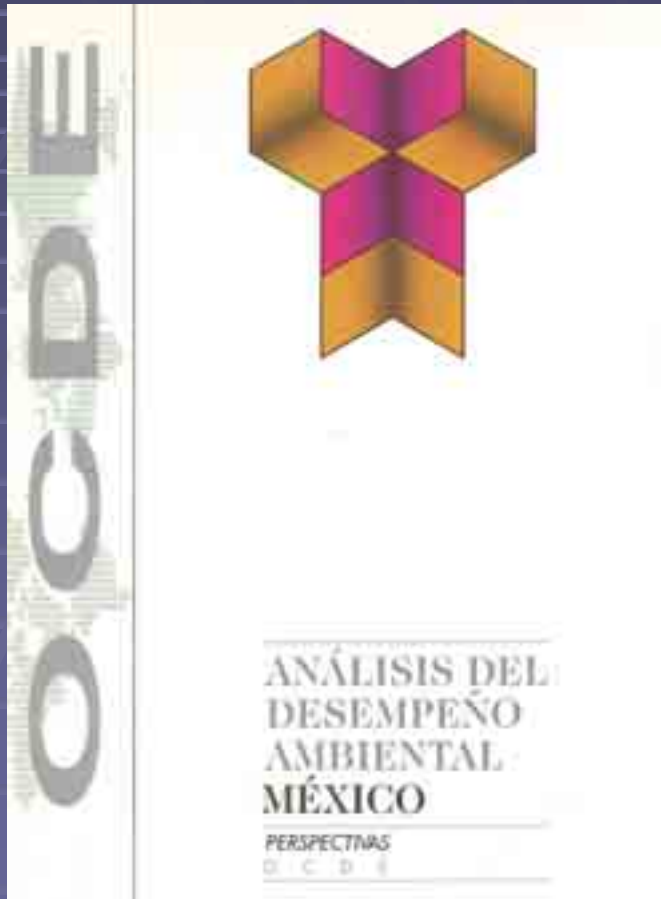 OCDE
ANÁLISIS DEL
DESEMPEÑO
AMBIENTAL
MÉXICO
PERSPECTIVAS
O C D E